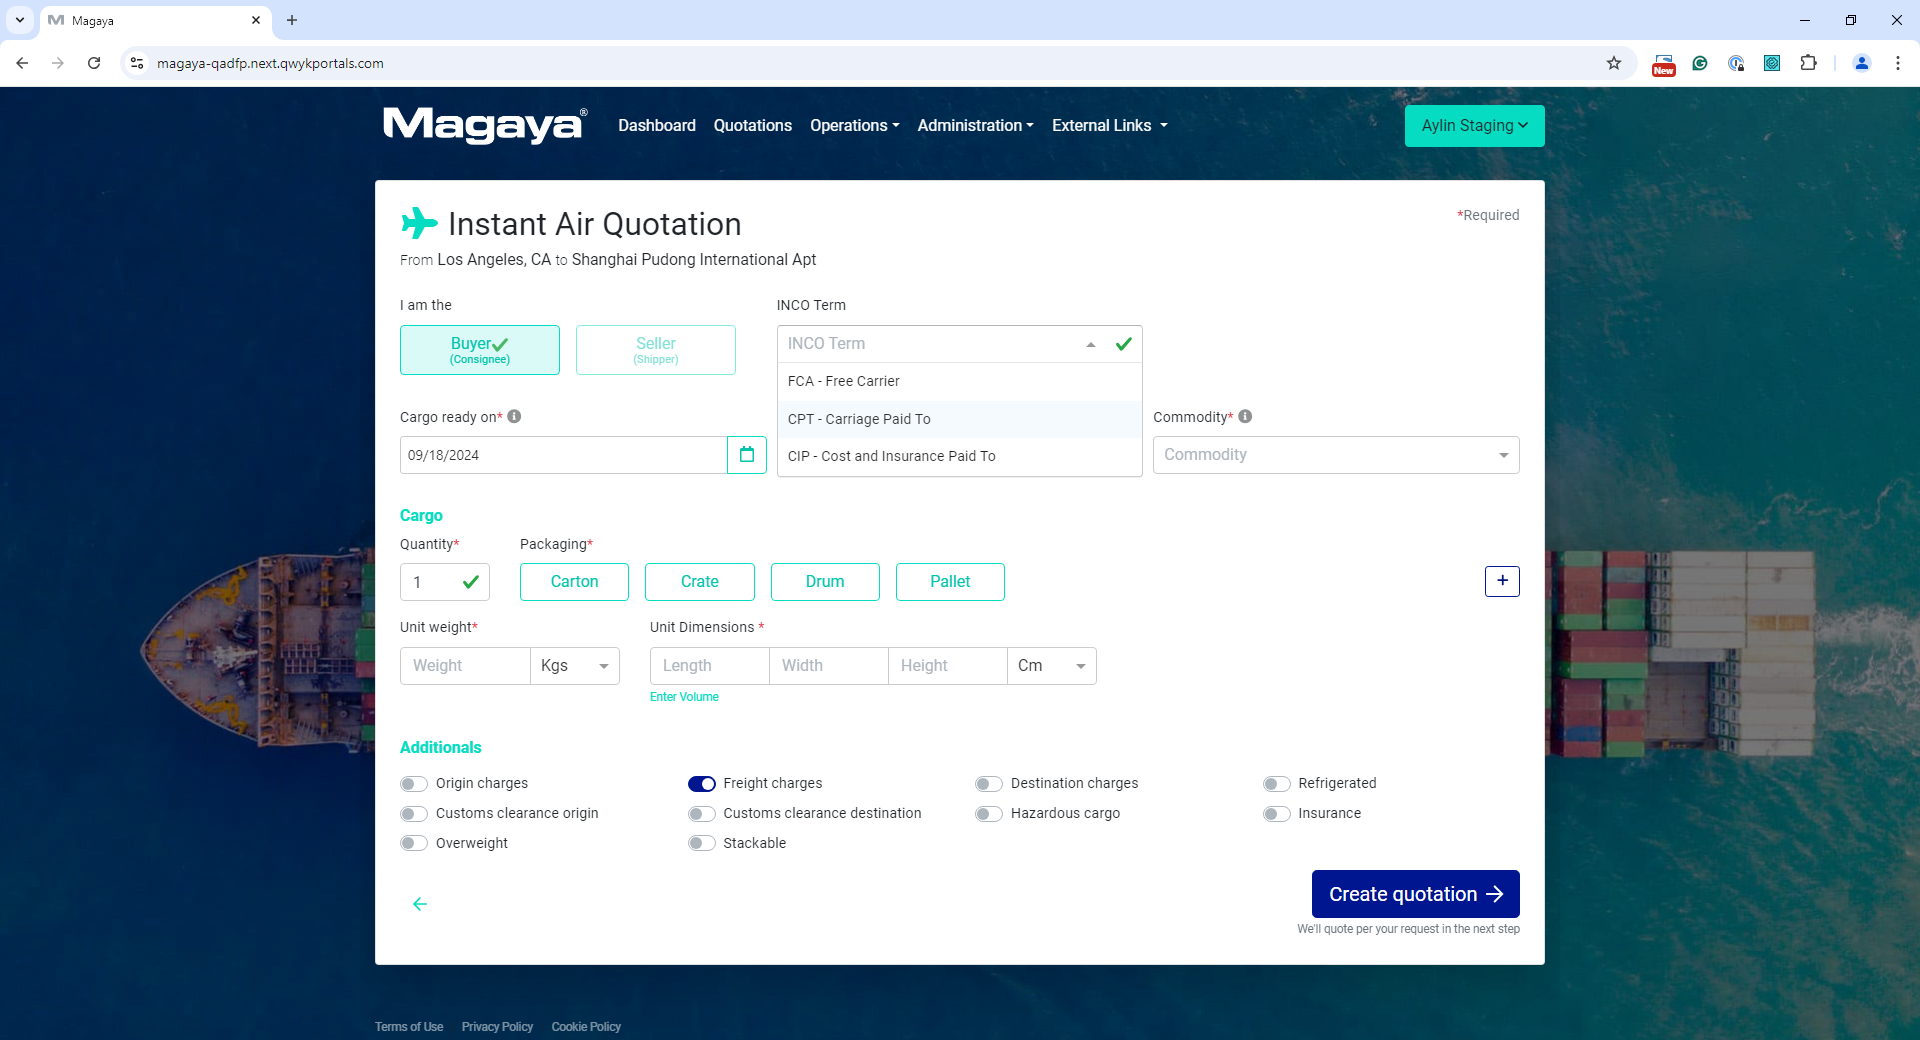 Magaya
magaya-qadfp.next.qwykportals.com
New
Magaya®
Dashboard
Quotations
Operations
Administration
External Links
Aylin Staging
Instant Air Quotation
*Required
From Los Angeles, CA to Shanghai Pudong International Apt
I am the
INCO Term
Buyer
(Consignee)
Seller
(Shipper)
INCO Term
FCA - Free Carrier
CPT - Carriage Paid To
CIP - Cost and Insurance Paid To
Cargo ready on*
09/18/2024
Commodity*
Commodity
Cargo
Quantity*
Packaging*
1
Carton
Crate
Drum
Pallet
+
Unit weight*
Unit Dimensions *
Weight
Kgs
Length
Width
Height
Cm
Enter Volume
Additionals
Origin charges
Freight charges
Destination charges
Refrigerated
Customs clearance origin
Customs clearance destination
Hazardous cargo
Insurance
Overweight
Stackable
Create quotation
We'll quote per your request in the next step
Terms of Use
Privacy Policy
Cookie Policy